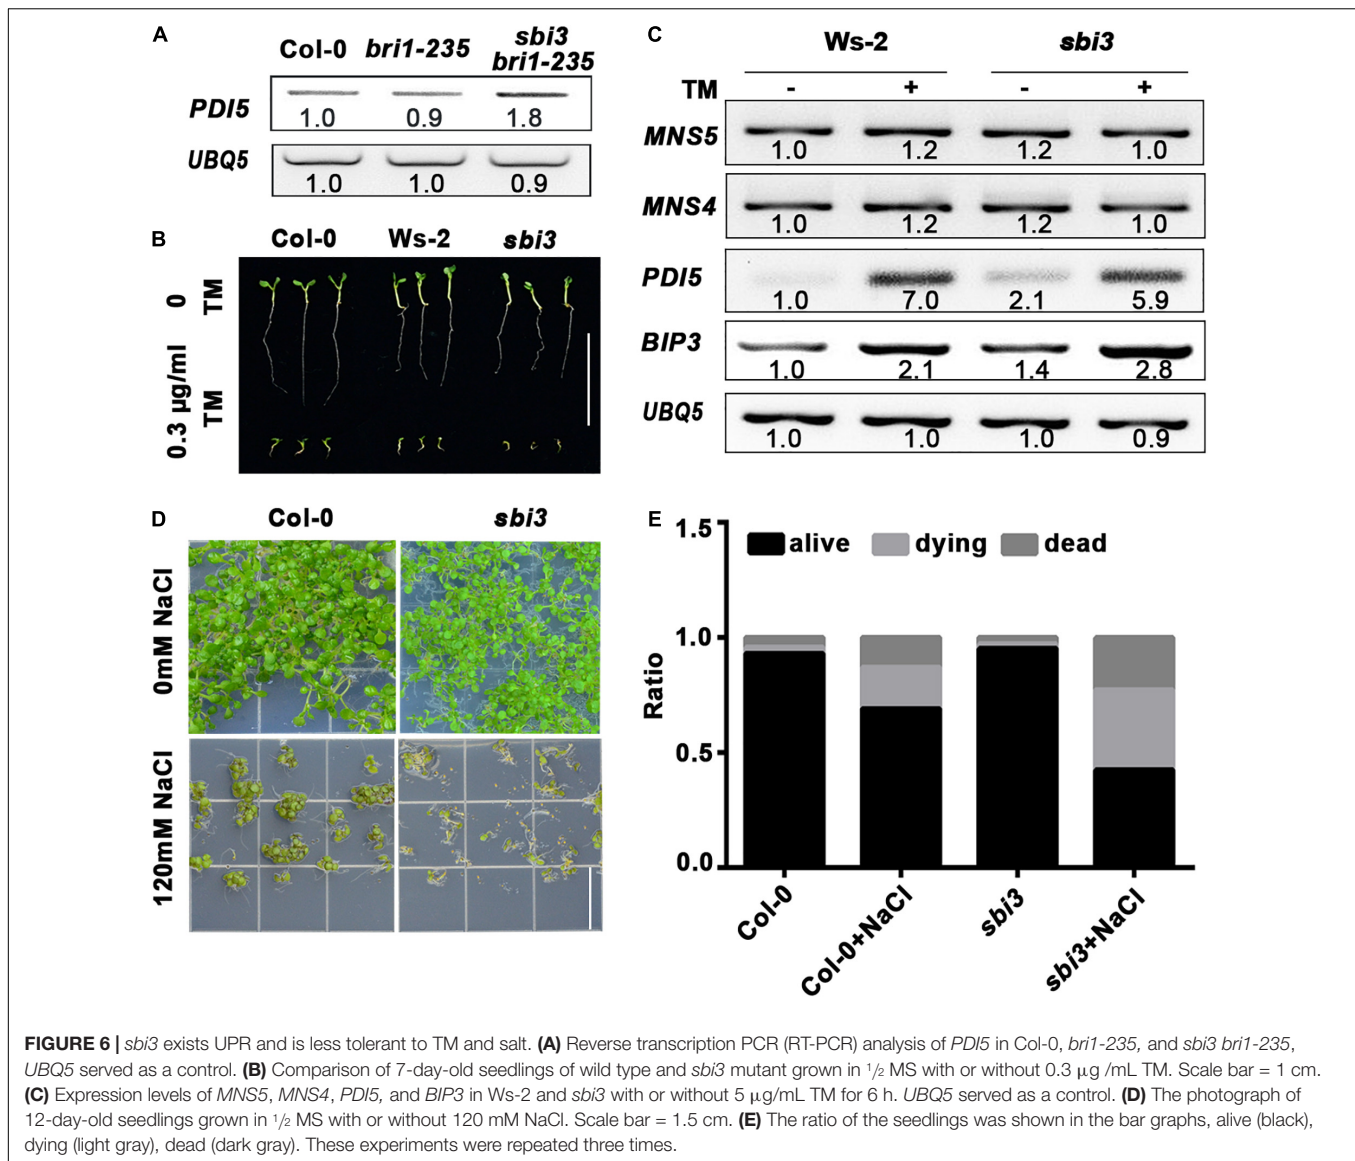 A
Col-0 bri1-235 sbi3 bri1-235
PDI5
1.0 0.9 1.8
UBQ5
1.0 1.0 0.9
B
Col-0 Ws-2 sbi3
0 TM
0.3 µg/ml TM
C
Ws-2 sbi3
TM - + - +
MNS5
1.0 1.2 1.2 1.0
MNS4
1.0 1.2 1.2 1.0
PDI5
1.0 7.0 2.1 5.9
BIP3
1.0 2.1 1.4 2.8
UBQ5
1.0 1.0 1.0 0.9
D
Col-0 sbi3
0mM NaCl
120mM NaCl
E
1.5
alive dying dead
1.0
Ratio
0.5
0.0
Col-0 Col-0+NaCl sbi3 sbi3+NaCl
FIGURE 6 | sbi3 exists UPR and is less tolerant to TM and salt. (A) Reverse transcription PCR (RT-PCR) analysis of PDI5 in Col-0, bri1-235, and sbi3 bri1-235,
UBQ5 served as a control. (B) Comparison of 7-day-old seedlings of wild type and sbi3 mutant grown in 1/2 MS with or without 0.3 µg /mL TM. Scale bar = 1 cm.
(C) Expression levels of MNS5, MNS4, PDI5, and BIP3 in Ws-2 and sbi3 with or without 5 µg/mL TM for 6 h. UBQ5 served as a control. (D) The photograph of
12-day-old seedlings grown in 1/2 MS with or without 120 mM NaCl. Scale bar = 1.5 cm. (E) The ratio of the seedlings was shown in the bar graphs, alive (black),
dying (light gray), dead (dark gray). These experiments were repeated three times.